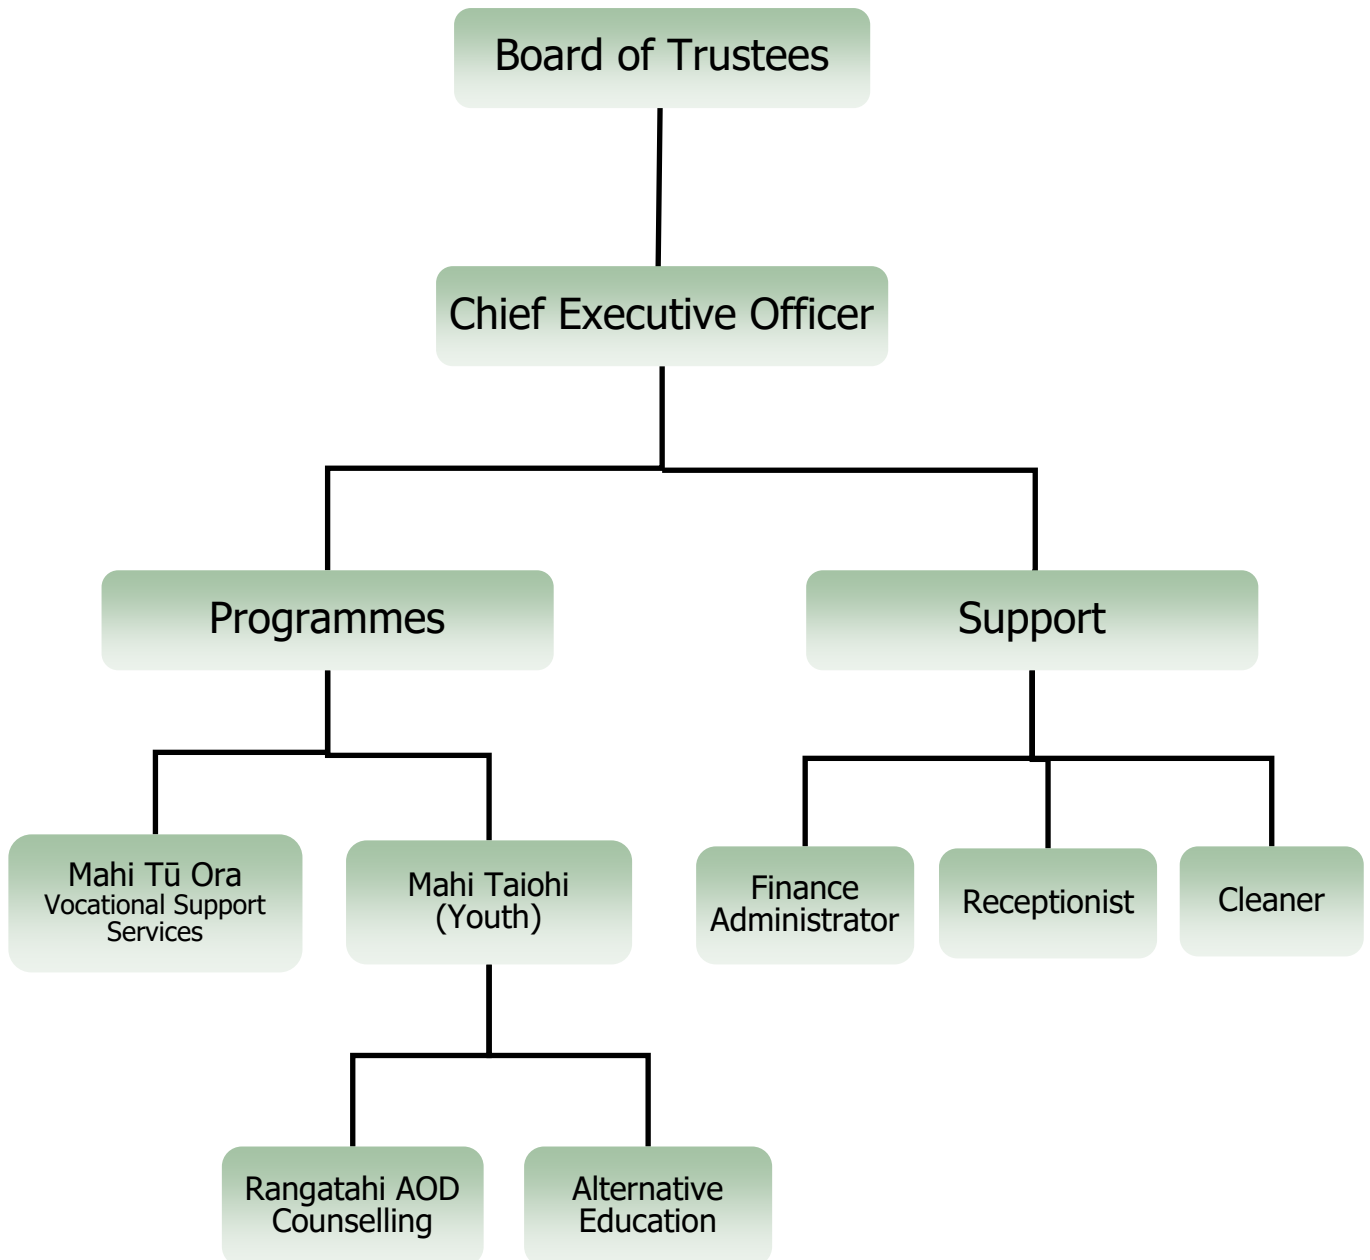 Board of Trustees
Chief Executive Officer
Programmes
Support
Mahi Tū Ora
Vocational Support
Services
Mahi Taiohi
(Youth)
Finance
Administrator
Receptionist
Cleaner
Rangatahi AOD
Counselling
Alternative
Education